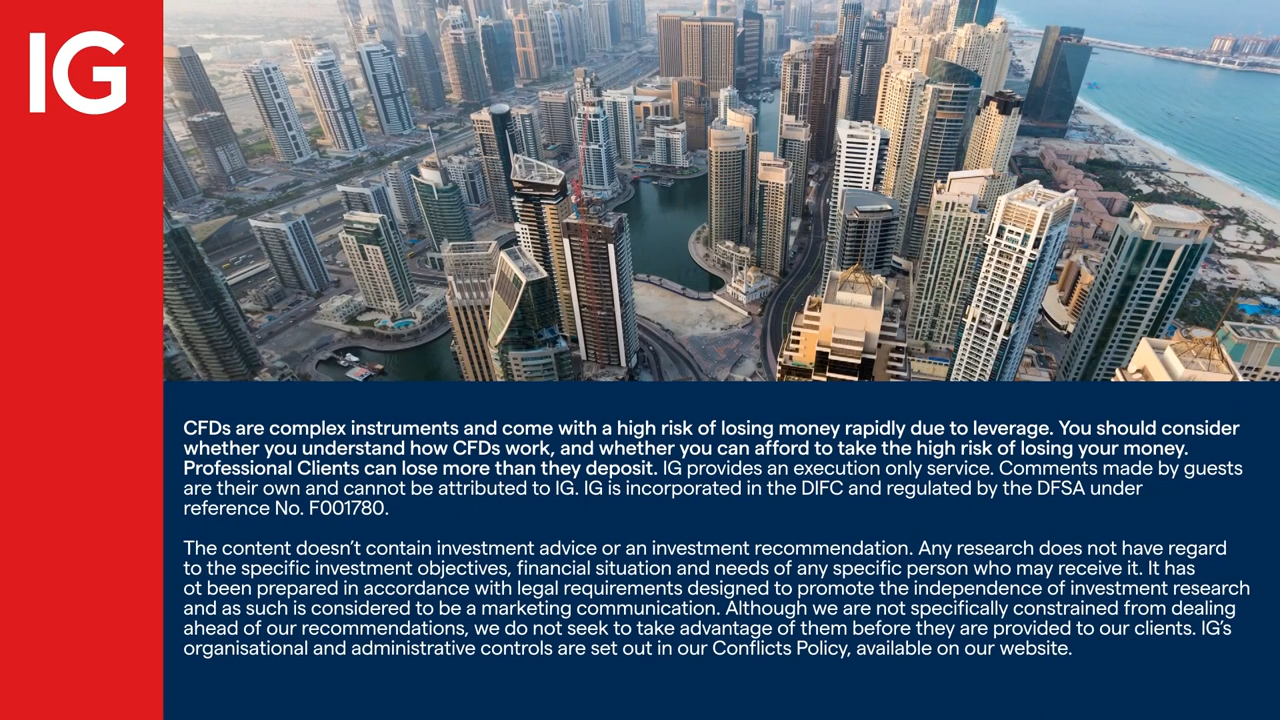 IG
CFDs are complex instruments and come with a high risk of losing money rapidly due to leverage. You should consider
whether you understand how CFDs work, and whether you can afford to take the high risk of losing your money.
Professional Clients can lose more than they deposit. IG provides an execution only service. Comments made by guests
are their own and cannot be attributed to IG. IG is incorporated in the DIFC and regulated by the DFSA under
reference No. F001780.
The content doesn’t contain investment advice or an investment recommendation. Any research does not have regard
to the specific investment objectives, financial situation and needs of any specific person who may receive it. It has
ot been prepared in accordance with legal requirements designed to promote the independence of investment research
and as such is considered to be a marketing communication. Although we are not specifically constrained from dealing
ahead of our recommendations, we do not seek to take advantage of them before they are provided to our clients. IG’s
organisational and administrative controls are set out in our Conflicts Policy, available on our website.